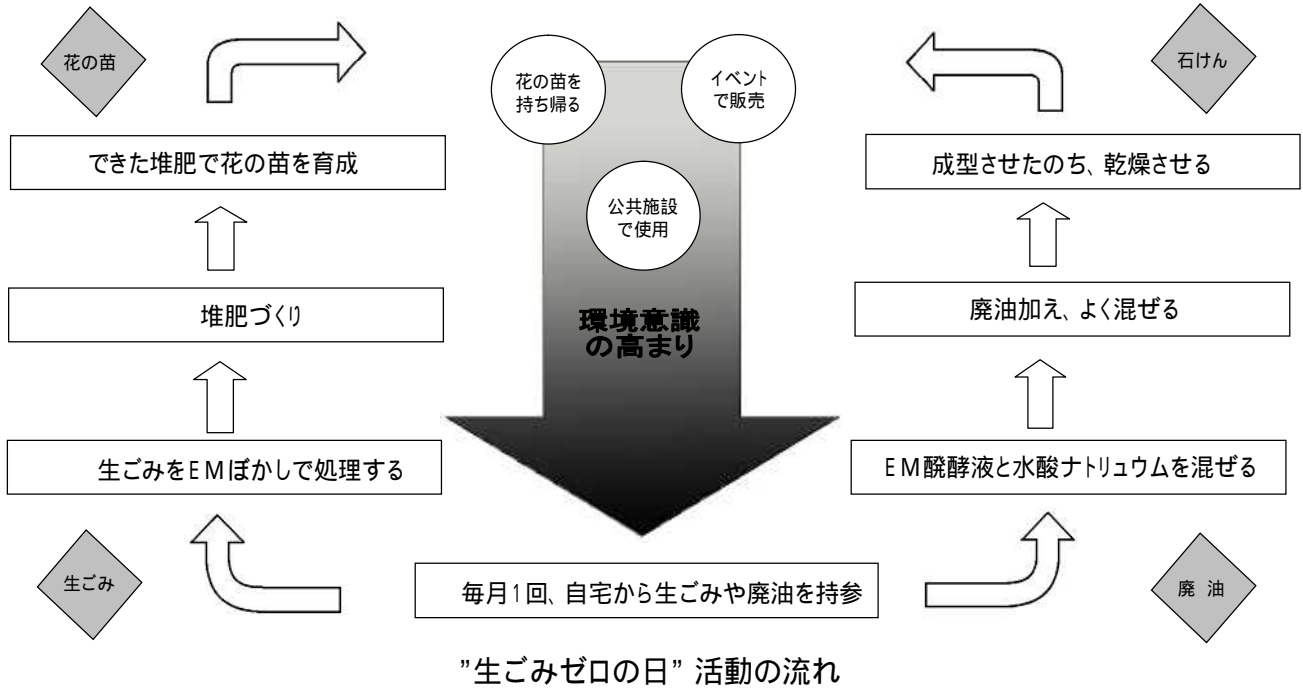 花の苗
石けん
花の苗を
持ち帰る
イベント
で販売
できた堆肥で花の苗を育成
成型させたのち、乾燥させる
公共施設
で使用
堆肥づくり
廃油加え、よく混ぜる
環境意識
の高まり
生ごみをEMぼかしで処理する
EM醗酵液と水酸ナトリュウムを混ぜる
生ごみ
毎月1回、自宅から生ごみや廃油を持参
廃 油
”生ごみゼロの日”活動の流れ